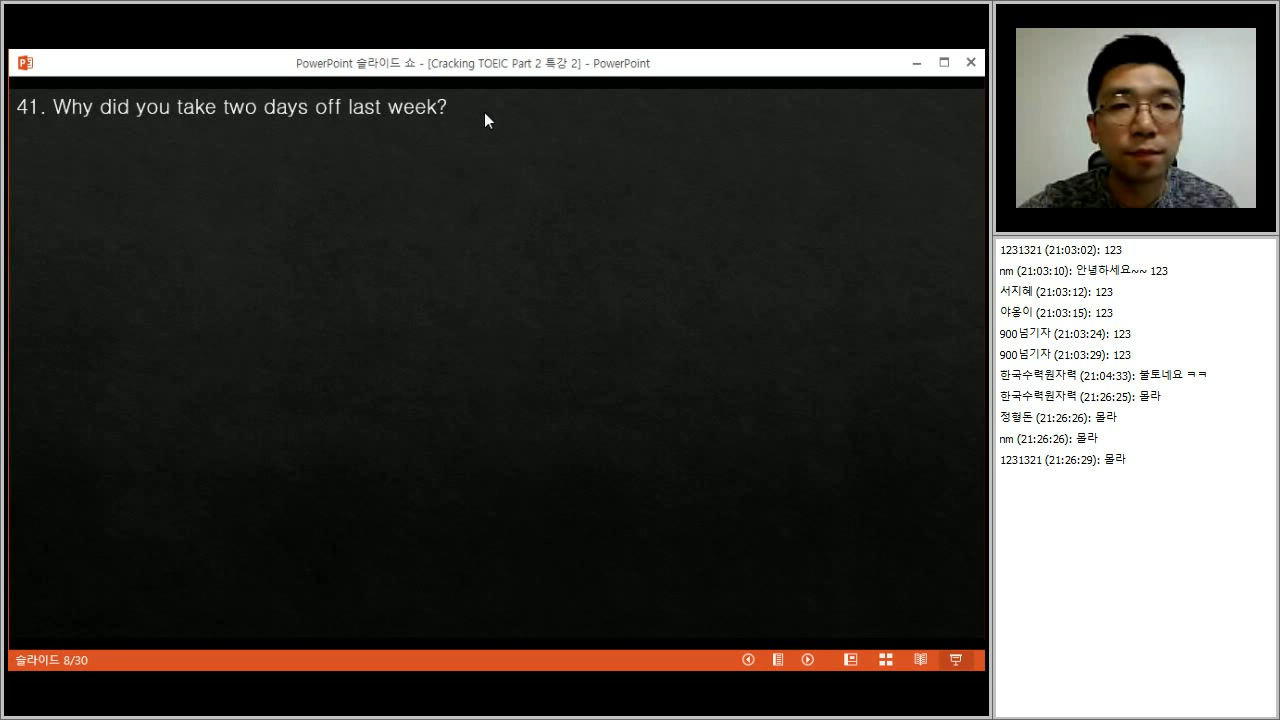 PowerPoint 슬라이드 쇼 - [Cracking TOEIC Part 2 특강 2] - PowerPoint
41. Why did you take two days off last week?
슬라이드 8/30
1231321 (21:03:02): 123
nm (21:03:10): 안녕하세요~~ 123
서지혜 (21:03:12): 123
야옹이 (21:03:15): 123
900넘기자 (21:03:24): 123
900넘기자 (21:03:29): 123
한국수력원자력 (21:04:33): 불토네요 ㅋㅋ
한국수력원자력 (21:26:25): 몰라
정형돈 (21:26:26): 몰라
nm (21:26:26): 몰라
1231321 (21:26:29): 몰라